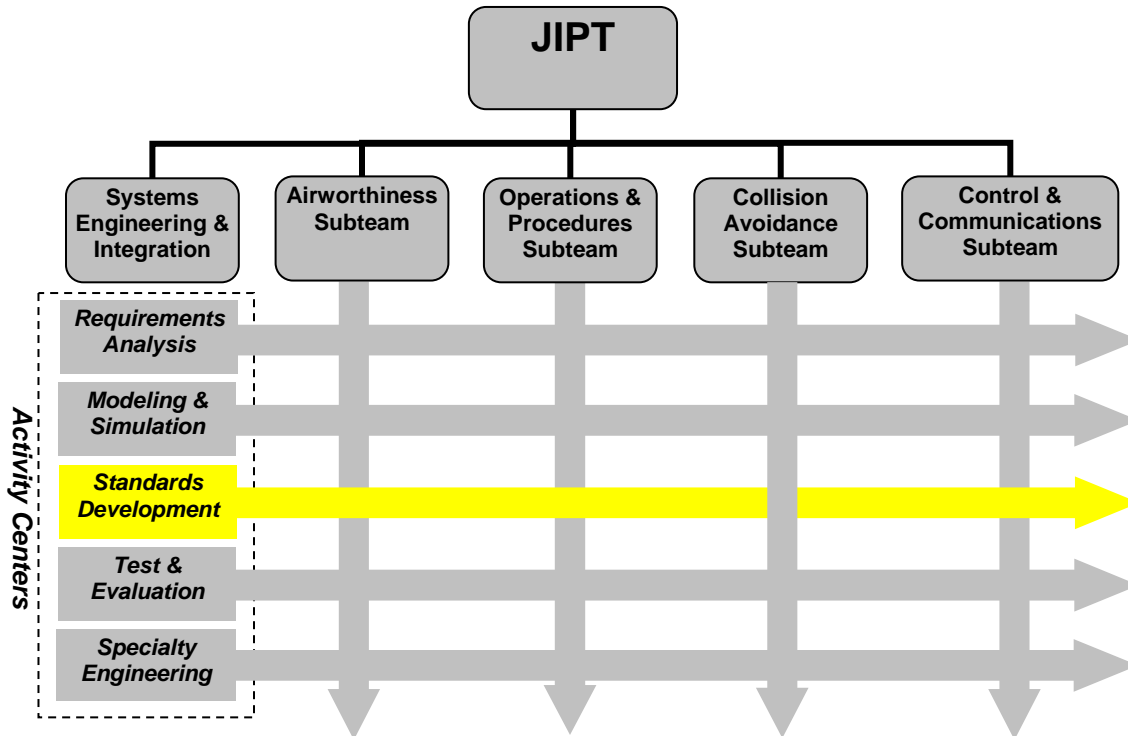 JIPT
Systems
Engineering &
Integration
Airworthiness
Subteam
Operations &
Procedures
Subteam
Collision
Avoidance
Subteam
Control &
Communications
Subteam
Activity Centers
Requirements
Analysis
Modeling &
Simulation
Standards
Development
Test &
Evaluation
Specialty
Engineering